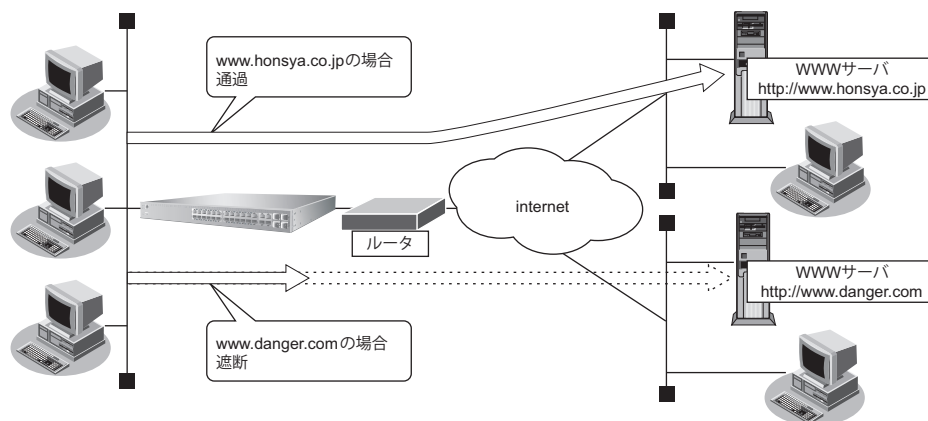 www.honsya.co.jpの場合
通過
WWWサーバ
http://www.honsya.co.jp
internet
ルータ
WWWサーバ
http://www.danger.com
www.danger.comの場合
遮断